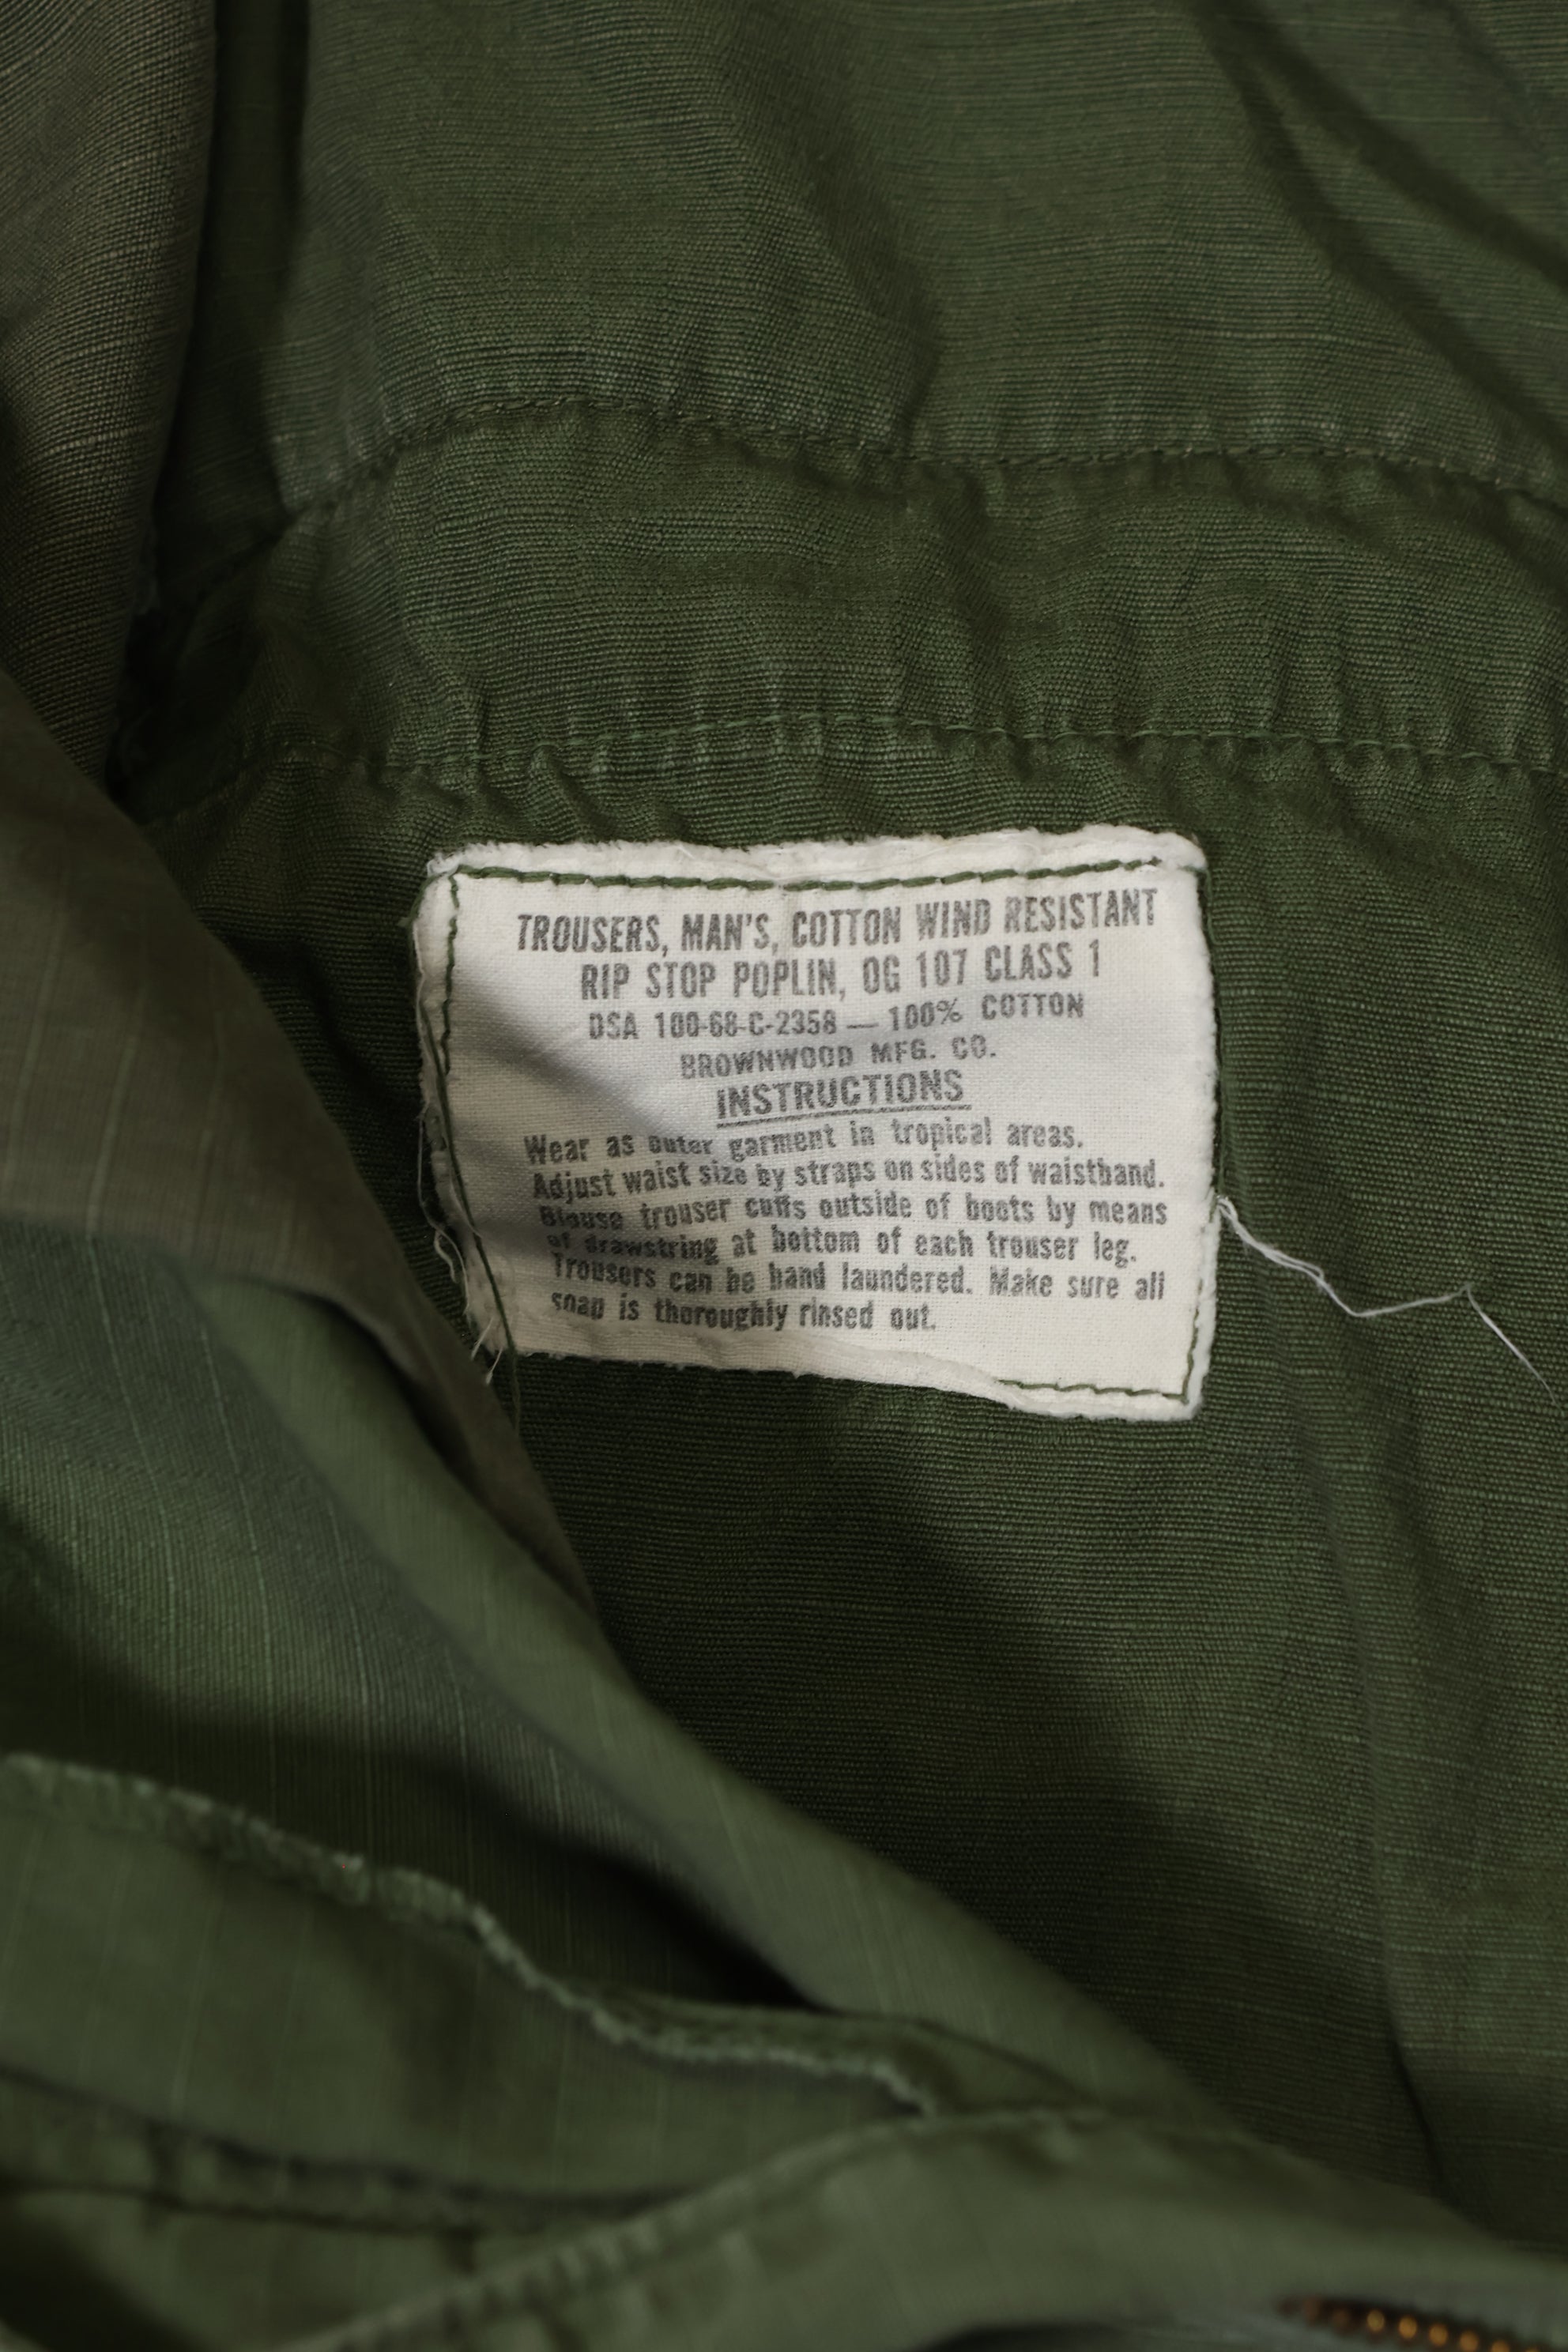 TROUSERS, MAN'S, COTTON WIND RESISTANT
RIP STOP POPLIN, OG 107 CLASS 1
DSA 100-68-C-2358 — 100% COTTON
BROWNWOOD MFG. CO.
INSTRUCTIONS
Wear as outer garment in tropical areas.
Adjust waist size by straps on sides of waistband.
Blouse trouser cuffs outside of boots by means
of drawstring at bottom of each trouser leg.
Trousers can be hand laundered. Make sure all
soap is thoroughly rinsed out.